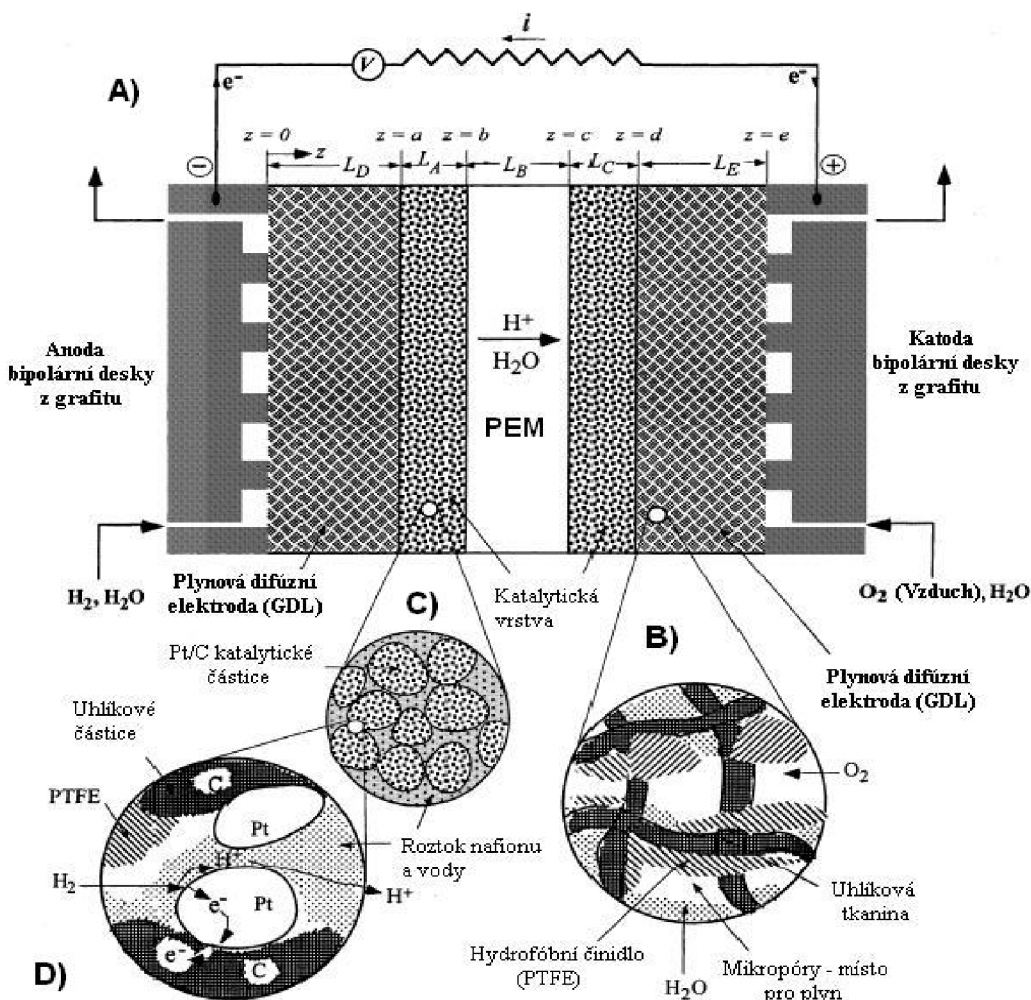 i
V
e⁻
e⁻
A)
z = 0
z = a
z = b
z = c
z = d
z = e
z
L_D
L_A
L_B
L_C
L_E
−
+
H⁺
H₂O
PEM
Anoda
bipolární desky
z grafitu
Katoda
bipolární desky
z grafitu
H₂, H₂O
Plynová difúzní
elektroda (GDL)
C)
Katalytická
vrstva
O₂ (Vzduch), H₂O
B)
Pt/C katalytické
částice
Plynová difúzní
elektroda (GDL)
Uhlíkové
částice
PTFE
C
Pt
H⁺
H₂
H⁺
e⁻
Pt
e⁻
C
D)
Roztok nafionu
a vody
O₂
Uhlíková
tkanina
Hydrofóbní činidlo
(PTFE)
H₂O
Mikropóry - místo
pro plyn